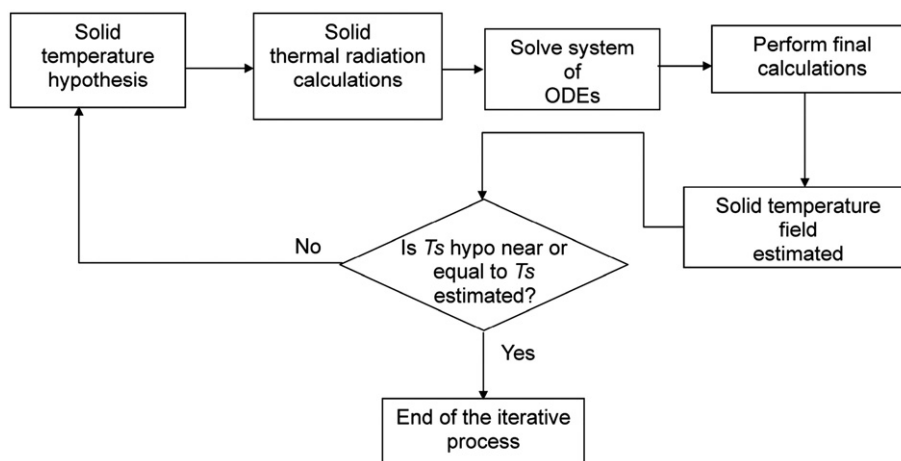 Solid
temperature
hypothesis
Solid
thermal radiation
calculations
Solve system
of
ODEs
Perform final
calculations
Solid temperature
field
estimated
Is Ts hypo near or
equal to Ts
estimated?
No
Yes
End of the iterative
process